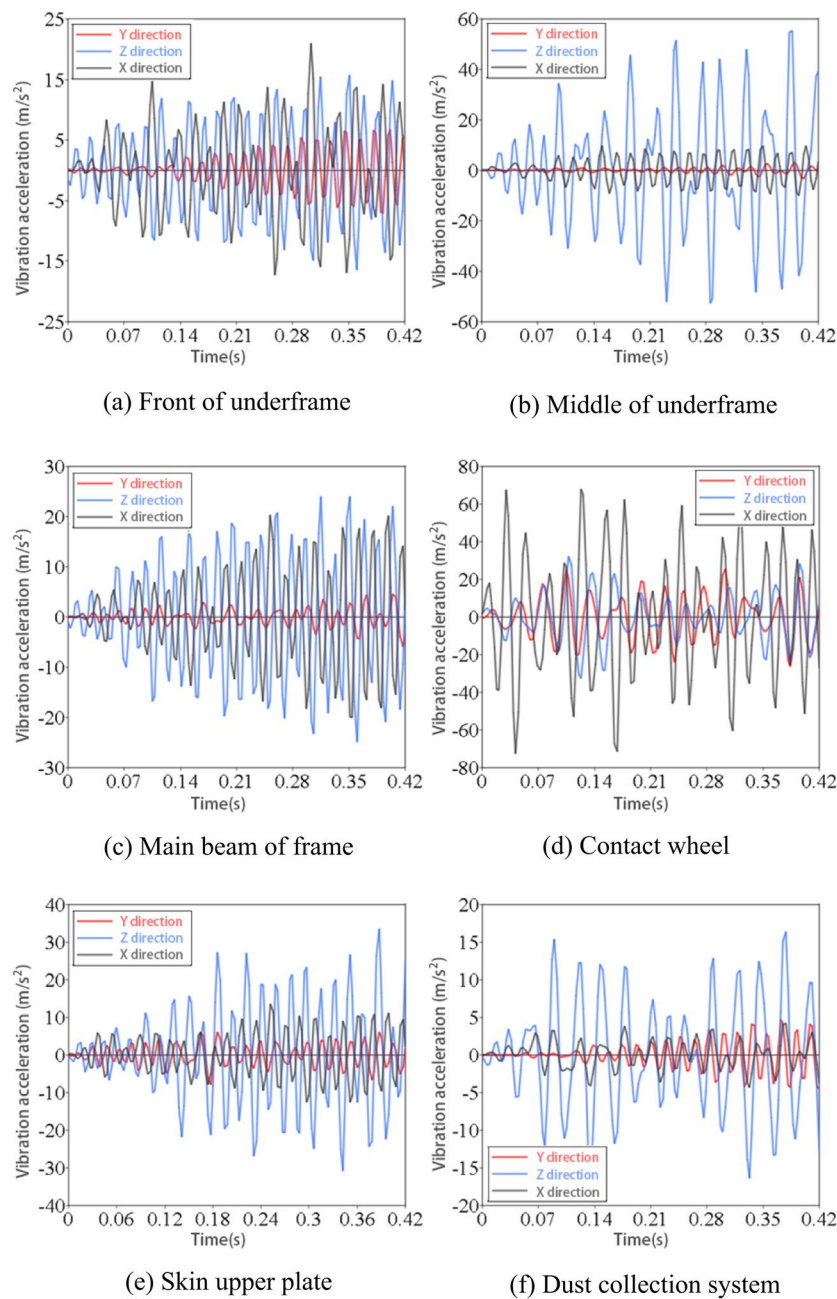 25
15
5
-5
-15
-25
Vibration acceleration (m/s²)
Y direction
Z direction
X direction
0 0.07 0.14 0.21 0.28 0.35 0.42
Time(s)
(a) Front of underframe
60
40
20
0
-20
-40
-60
Vibration acceleration (m/s²)
Y direction
Z direction
X direction
0 0.07 0.14 0.21 0.28 0.35 0.42
Time(s)
(b) Middle of underframe
30
20
10
0
-10
-20
-30
Vibration acceleration (m/s²)
Y direction
Z direction
X direction
0 0.07 0.14 0.21 0.28 0.35 0.42
Time(s)
(c) Main beam of frame
80
60
40
20
0
-20
-40
-60
-80
Vibration acceleration (m/s²)
Y direction
Z direction
X direction
0 0.07 0.14 0.21 0.28 0.35 0.42
Time(s)
(d) Contact wheel
40
30
20
10
0
-10
-20
-30
-40
Vibration acceleration (m/s²)
Y direction
Z direction
X direction
0 0.06 0.12 0.18 0.24 0.3 0.36 0.42
Time(s)
(e) Skin upper plate
20
15
10
5
0
-5
-10
-15
-20
Vibration acceleration (m/s²)
Y direction
Z direction
X direction
0 0.07 0.14 0.21 0.28 0.35 0.42
Time(s)
(f) Dust collection system